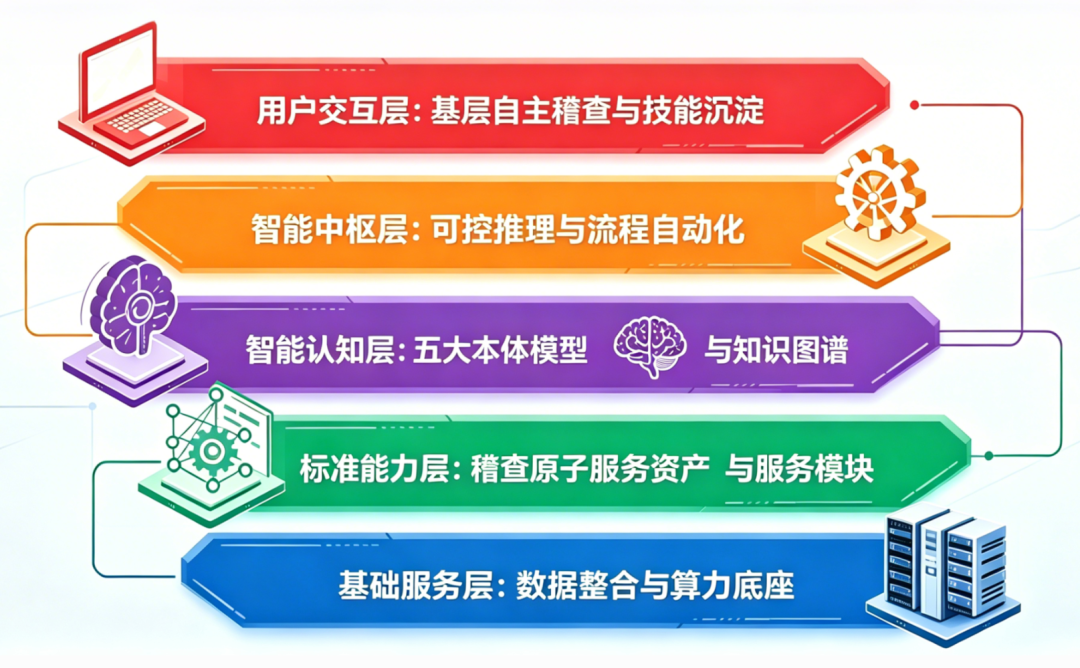 用户交互层：基层自主稽查与技能沉淀
智能中枢层：可控推理与流程自动化
智能认知层：五大本体模型 与知识图谱
标准能力层：稽查原子服务资产 与服务模块
基础服务层：数据整合与算力底座